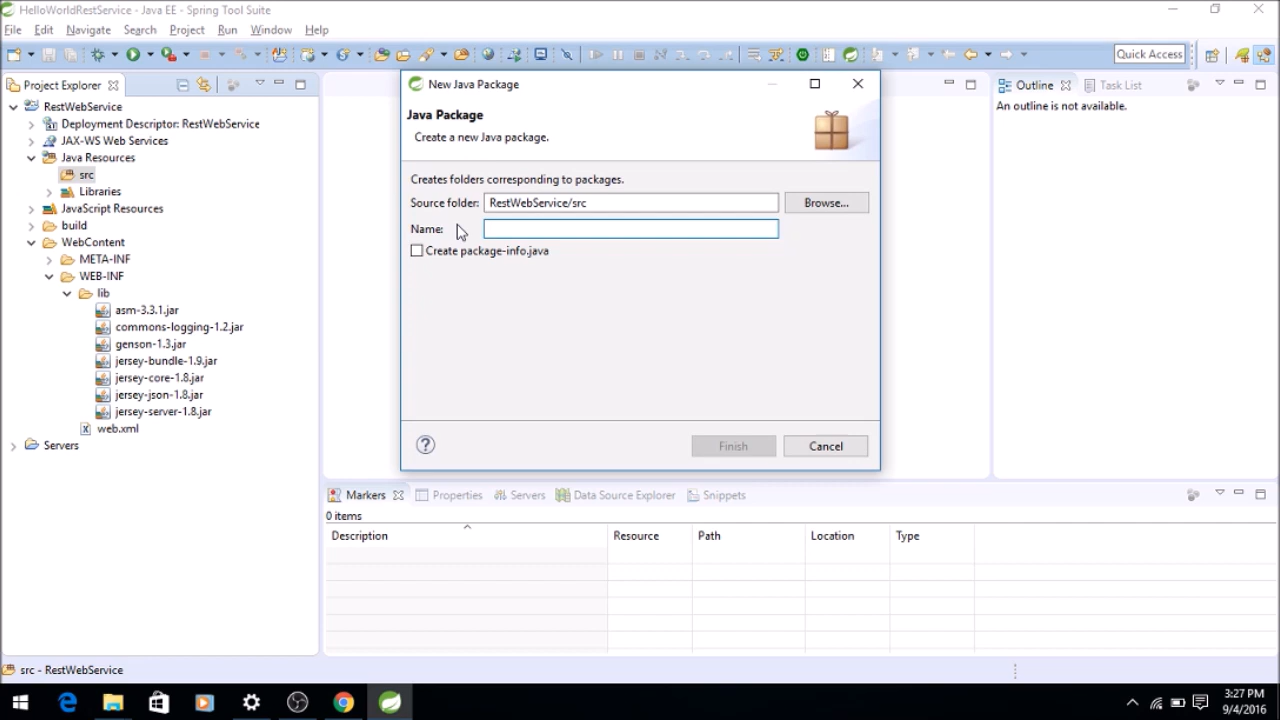 HelloWorldRestService - Java EE - Spring Tool Suite
File Edit Navigate Search Project Run Window Help
Quick Access
Project Explorer
RestWebService
Deployment Descriptor: RestWebService
JAX-WS Web Services
Java Resources
src
Libraries
JavaScript Resources
build
WebContent
META-INF
WEB-INF
lib
asm-3.3.1.jar
commons-logging-1.2.jar
genson-1.3.jar
jersey-bundle-1.9.jar
jersey-core-1.8.jar
jersey-json-1.8.jar
jersey-server-1.8.jar
web.xml
Servers
New Java Package
Java Package
Create a new Java package.
Creates folders corresponding to packages.
Source folder: RestWebService/src Browse...
Name:
Create package-info.java
? Finish Cancel
Outline Task List
An outline is not available.
Markers Properties Servers Data Source Explorer Snippets
0 items
Description Resource Path Location Type
src - RestWebService
3:27 PM
9/4/2016